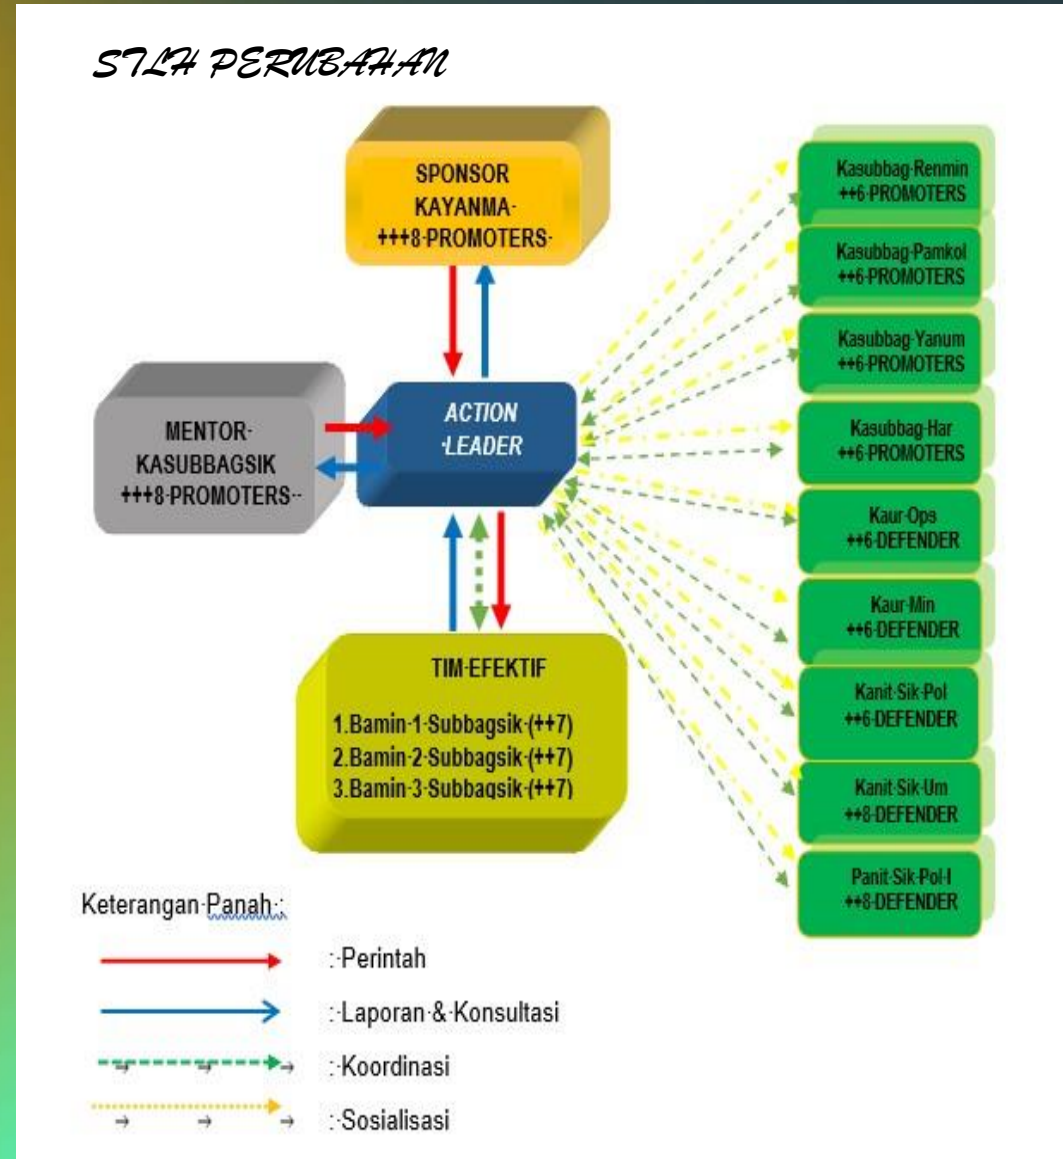 STLH PERUBAHAN
SPONSOR
KAYANMA·
+++8·PROMOTERS·
MENTOR·
KASUBBAGSIK
+++8·PROMOTERS··
ACTION
·LEADER
TIM·EFEKTIF
1.Bamin·1·Subbagsik·(++7)
2.Bamin·2·Subbagsik·(++7)
3.Bamin·3·Subbagsik·(++7)
Kasubbag·Renmin
++6·PROMOTERS
Kasubbag·Pamkol
++6·PROMOTERS
Kasubbag·Yanum
++6·PROMOTERS
Kasubbag·Har
++6·PROMOTERS
Kaur·Ops
++6·DEFENDER
Kaur·Min
++6·DEFENDER
Kanit·Sik·Pol
++6·DEFENDER
Kanit·Sik·Um
++8·DEFENDER
Panit·Sik·Pol·I
++8·DEFENDER
Keterangan·Panah·:
:·Perintah
:·Laporan·&·Konsultasi
:·Koordinasi
:·Sosialisasi